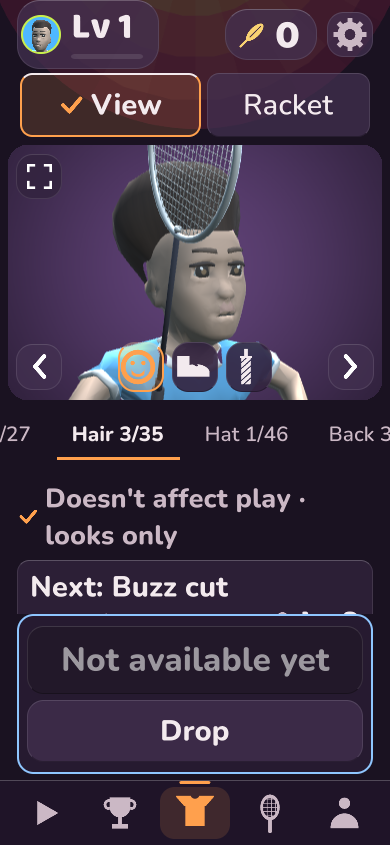 Lv 1
0
View
Racket
/27
Hair 3/35
Hat 1/46
Back 3
Doesn't affect play ·
looks only
Next: Buzz cut
Not available yet
Drop